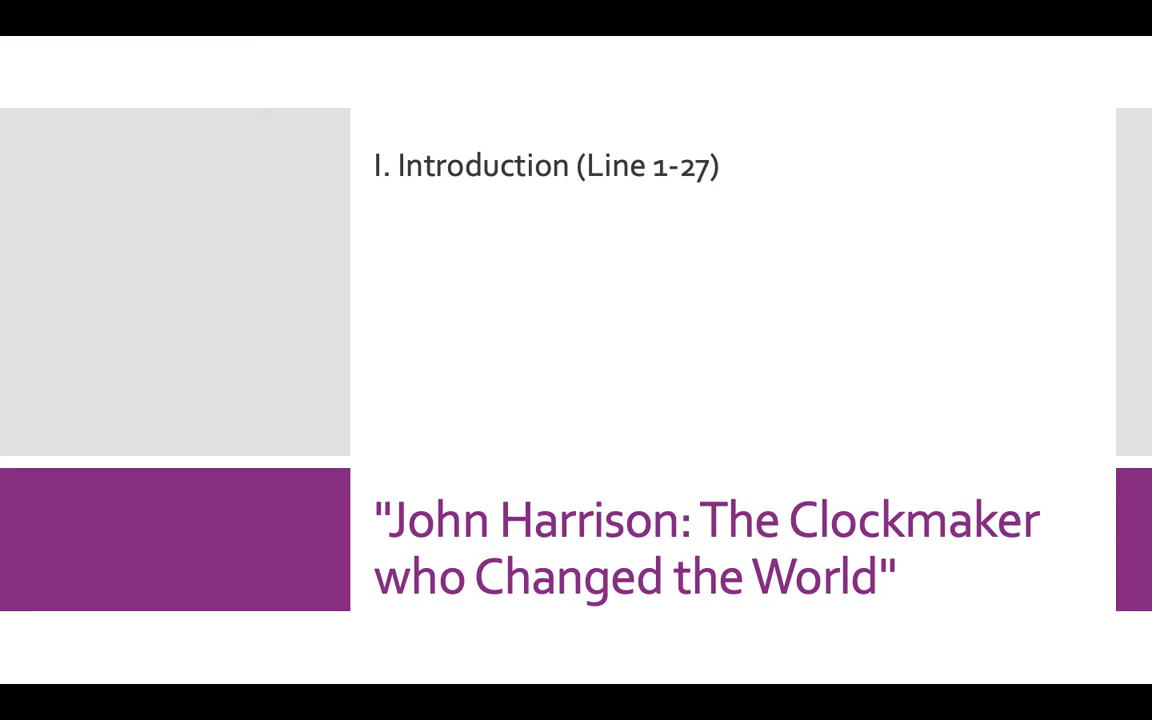 I. Introduction (Line 1-27)
"John Harrison: The Clockmaker
who Changed the World"